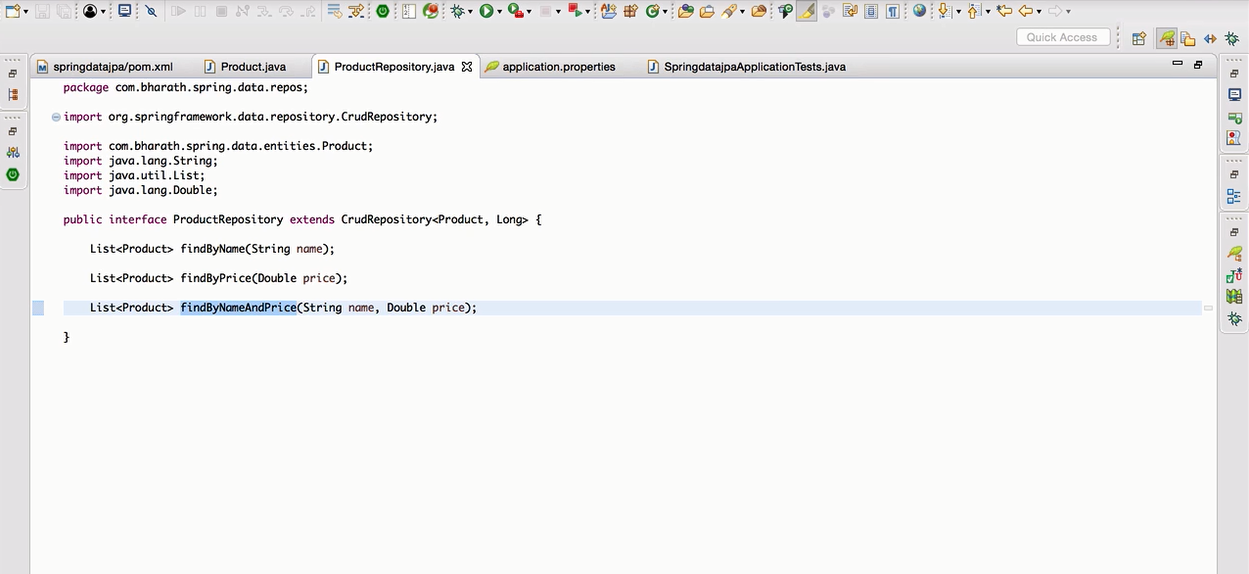 Quick Access
springdatajpa/pom.xml Product.java ProductRepository.java application.properties SpringdatajpaApplicationTests.java
package com.bharath.spring.data.repos;
import org.springframework.data.repository.CrudRepository;
import com.bharath.spring.data.entities.Product;
import java.lang.String;
import java.util.List;
import java.lang.Double;
public interface ProductRepository extends CrudRepository<Product, Long> {
List<Product> findByName(String name);
List<Product> findByPrice(Double price);
List<Product> findByNameAndPrice(String name, Double price);
}